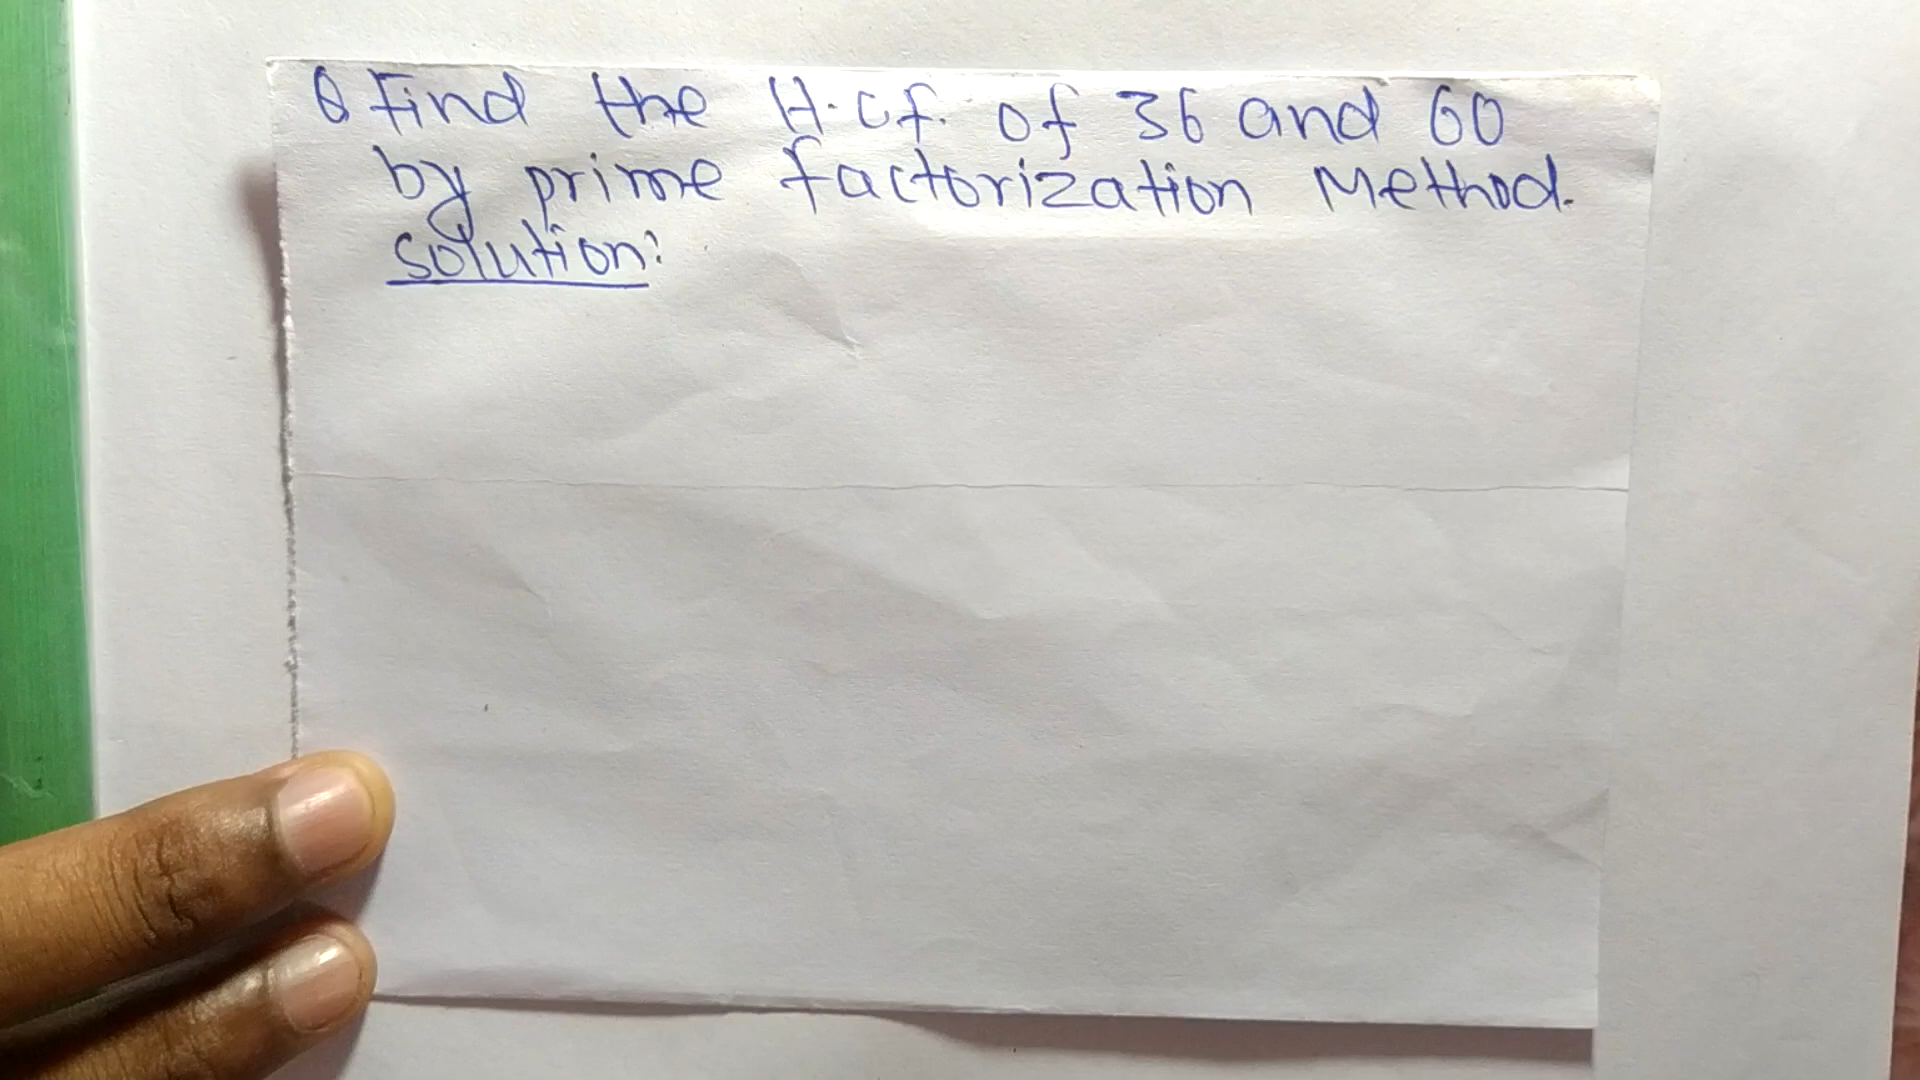 Q Find the H.C.f. of 36 and 60
by prime factorization Method.
solution: